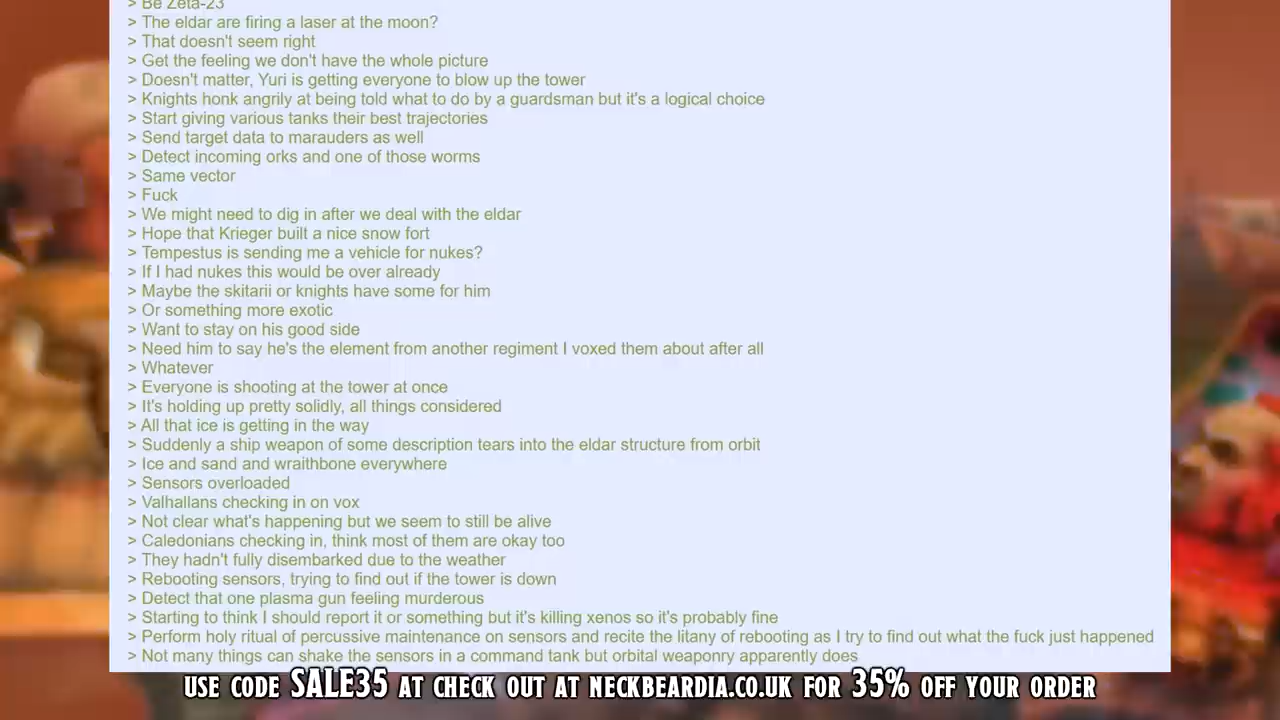 > Be Zeta-23
> The eldar are firing a laser at the moon?
> That doesn't seem right
> Get the feeling we don't have the whole picture
> Doesn't matter, Yuri is getting everyone to blow up the tower
> Knights honk angrily at being told what to do by a guardsman but it's a logical choice
> Start giving various tanks their best trajectories
> Send target data to marauders as well
> Detect incoming orks and one of those worms
> Same vector
> Fuck
> We might need to dig in after we deal with the eldar
> Hope that Krieger built a nice snow fort
> Tempestus is sending me a vehicle for nukes?
> If I had nukes this would be over already
> Maybe the skitarii or knights have some for him
> Or something more exotic
> Want to stay on his good side
> Need him to say he's the element from another regiment I voxed them about after all
> Whatever
> Everyone is shooting at the tower at once
> It's holding up pretty solidly, all things considered
> All that ice is getting in the way
> Suddenly a ship weapon of some description tears into the eldar structure from orbit
> Ice and sand and wraithbone everywhere
> Sensors overloaded
> Valhallans checking in on vox
> Not clear what's happening but we seem to still be alive
> Caledonians checking in, think most of them are okay too
> They hadn't fully disembarked due to the weather
> Rebooting sensors, trying to find out if the tower is down
> Detect that one plasma gun feeling murderous
> Starting to think I should report it or something but it's killing xenos so it's probably fine
> Perform holy ritual of percussive maintenance on sensors and recite the litany of rebooting as I try to find out what the fuck just happened
> Not many things can shake the sensors in a command tank but orbital weaponry apparently does
USE CODE SALE35 AT CHECK OUT AT NECKBEARDIA.CO.UK FOR 35% OFF YOUR ORDER